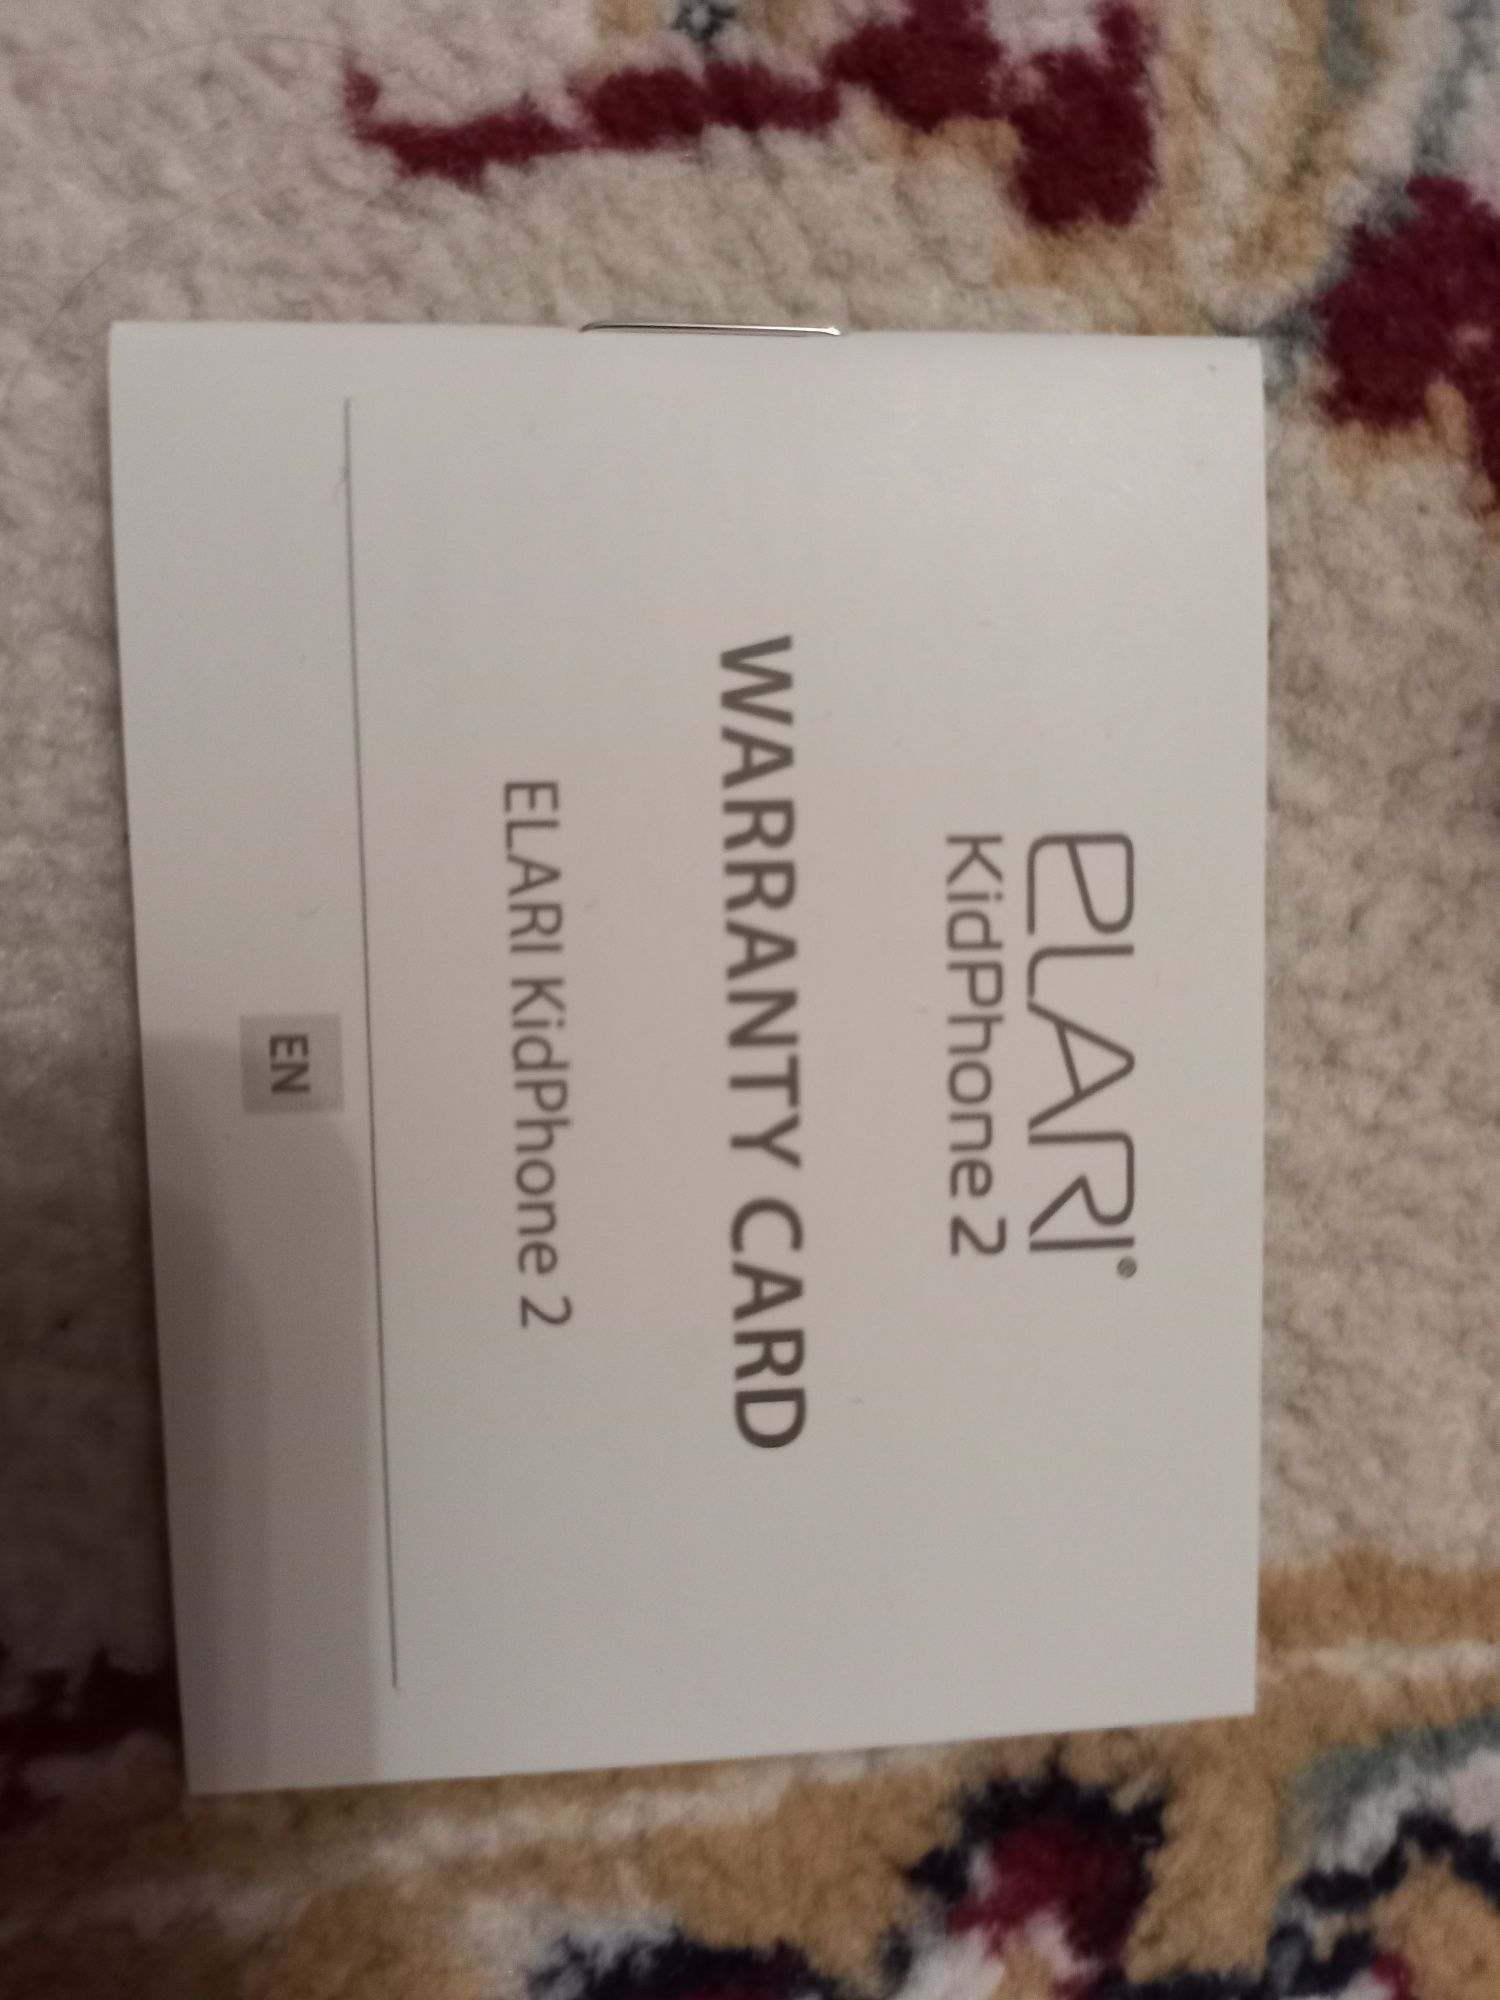 ELARI®
KidPhone 2
WARRANTY CARD
ELARI KidPhone 2
EN